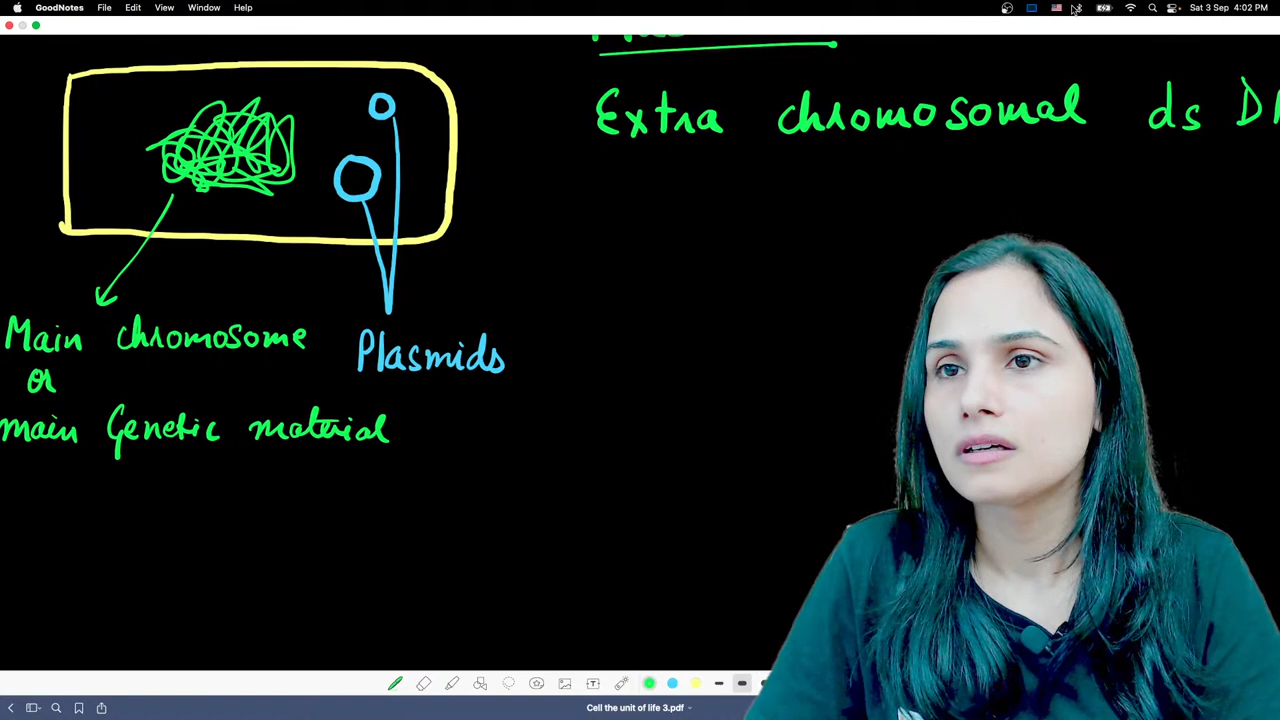 GoodNotes File Edit View Window Help
Sat 3 Sep 4:02 PM
Extra chromosomal ds
Main chromosome
or
main Genetic material
Plasmids
Cell the unit of life 3.pdf